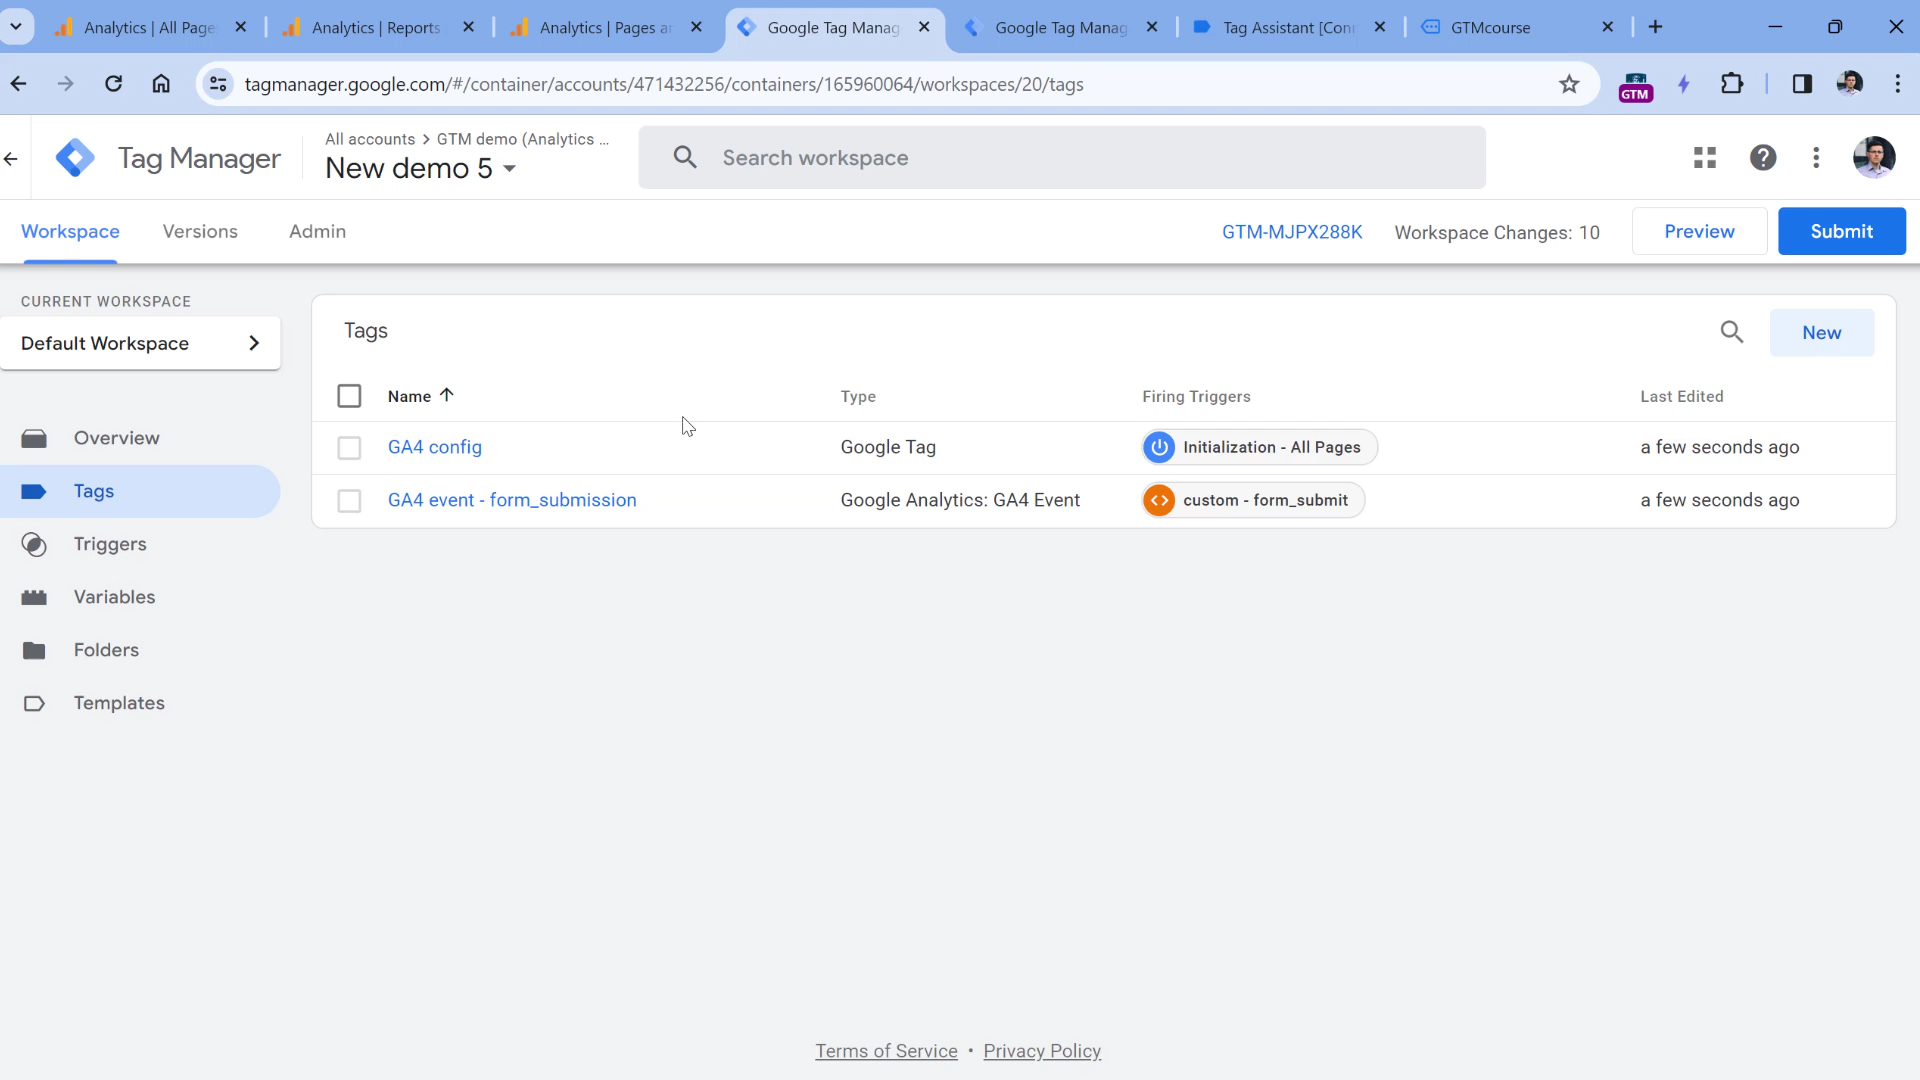 Analytics | All Page
Analytics | Reports
Analytics | Pages an
Google Tag Manag
Google Tag Manag
Tag Assistant [Conn
GTMcourse
tagmanager.google.com/#/container/accounts/471432256/containers/165960064/workspaces/20/tags
GTM
Tag Manager
All accounts > GTM demo (Analytics ...
New demo 5
Search workspace
Workspace
Versions
Admin
GTM-MJPX288K
Workspace Changes: 10
Preview
Submit
CURRENT WORKSPACE
Default Workspace
Overview
Tags
Triggers
Variables
Folders
Templates
Tags
New
Name
Type
Firing Triggers
Last Edited
GA4 config
Google Tag
Initialization - All Pages
a few seconds ago
GA4 event - form_submission
Google Analytics: GA4 Event
custom - form_submit
a few seconds ago
Terms of Service • Privacy Policy